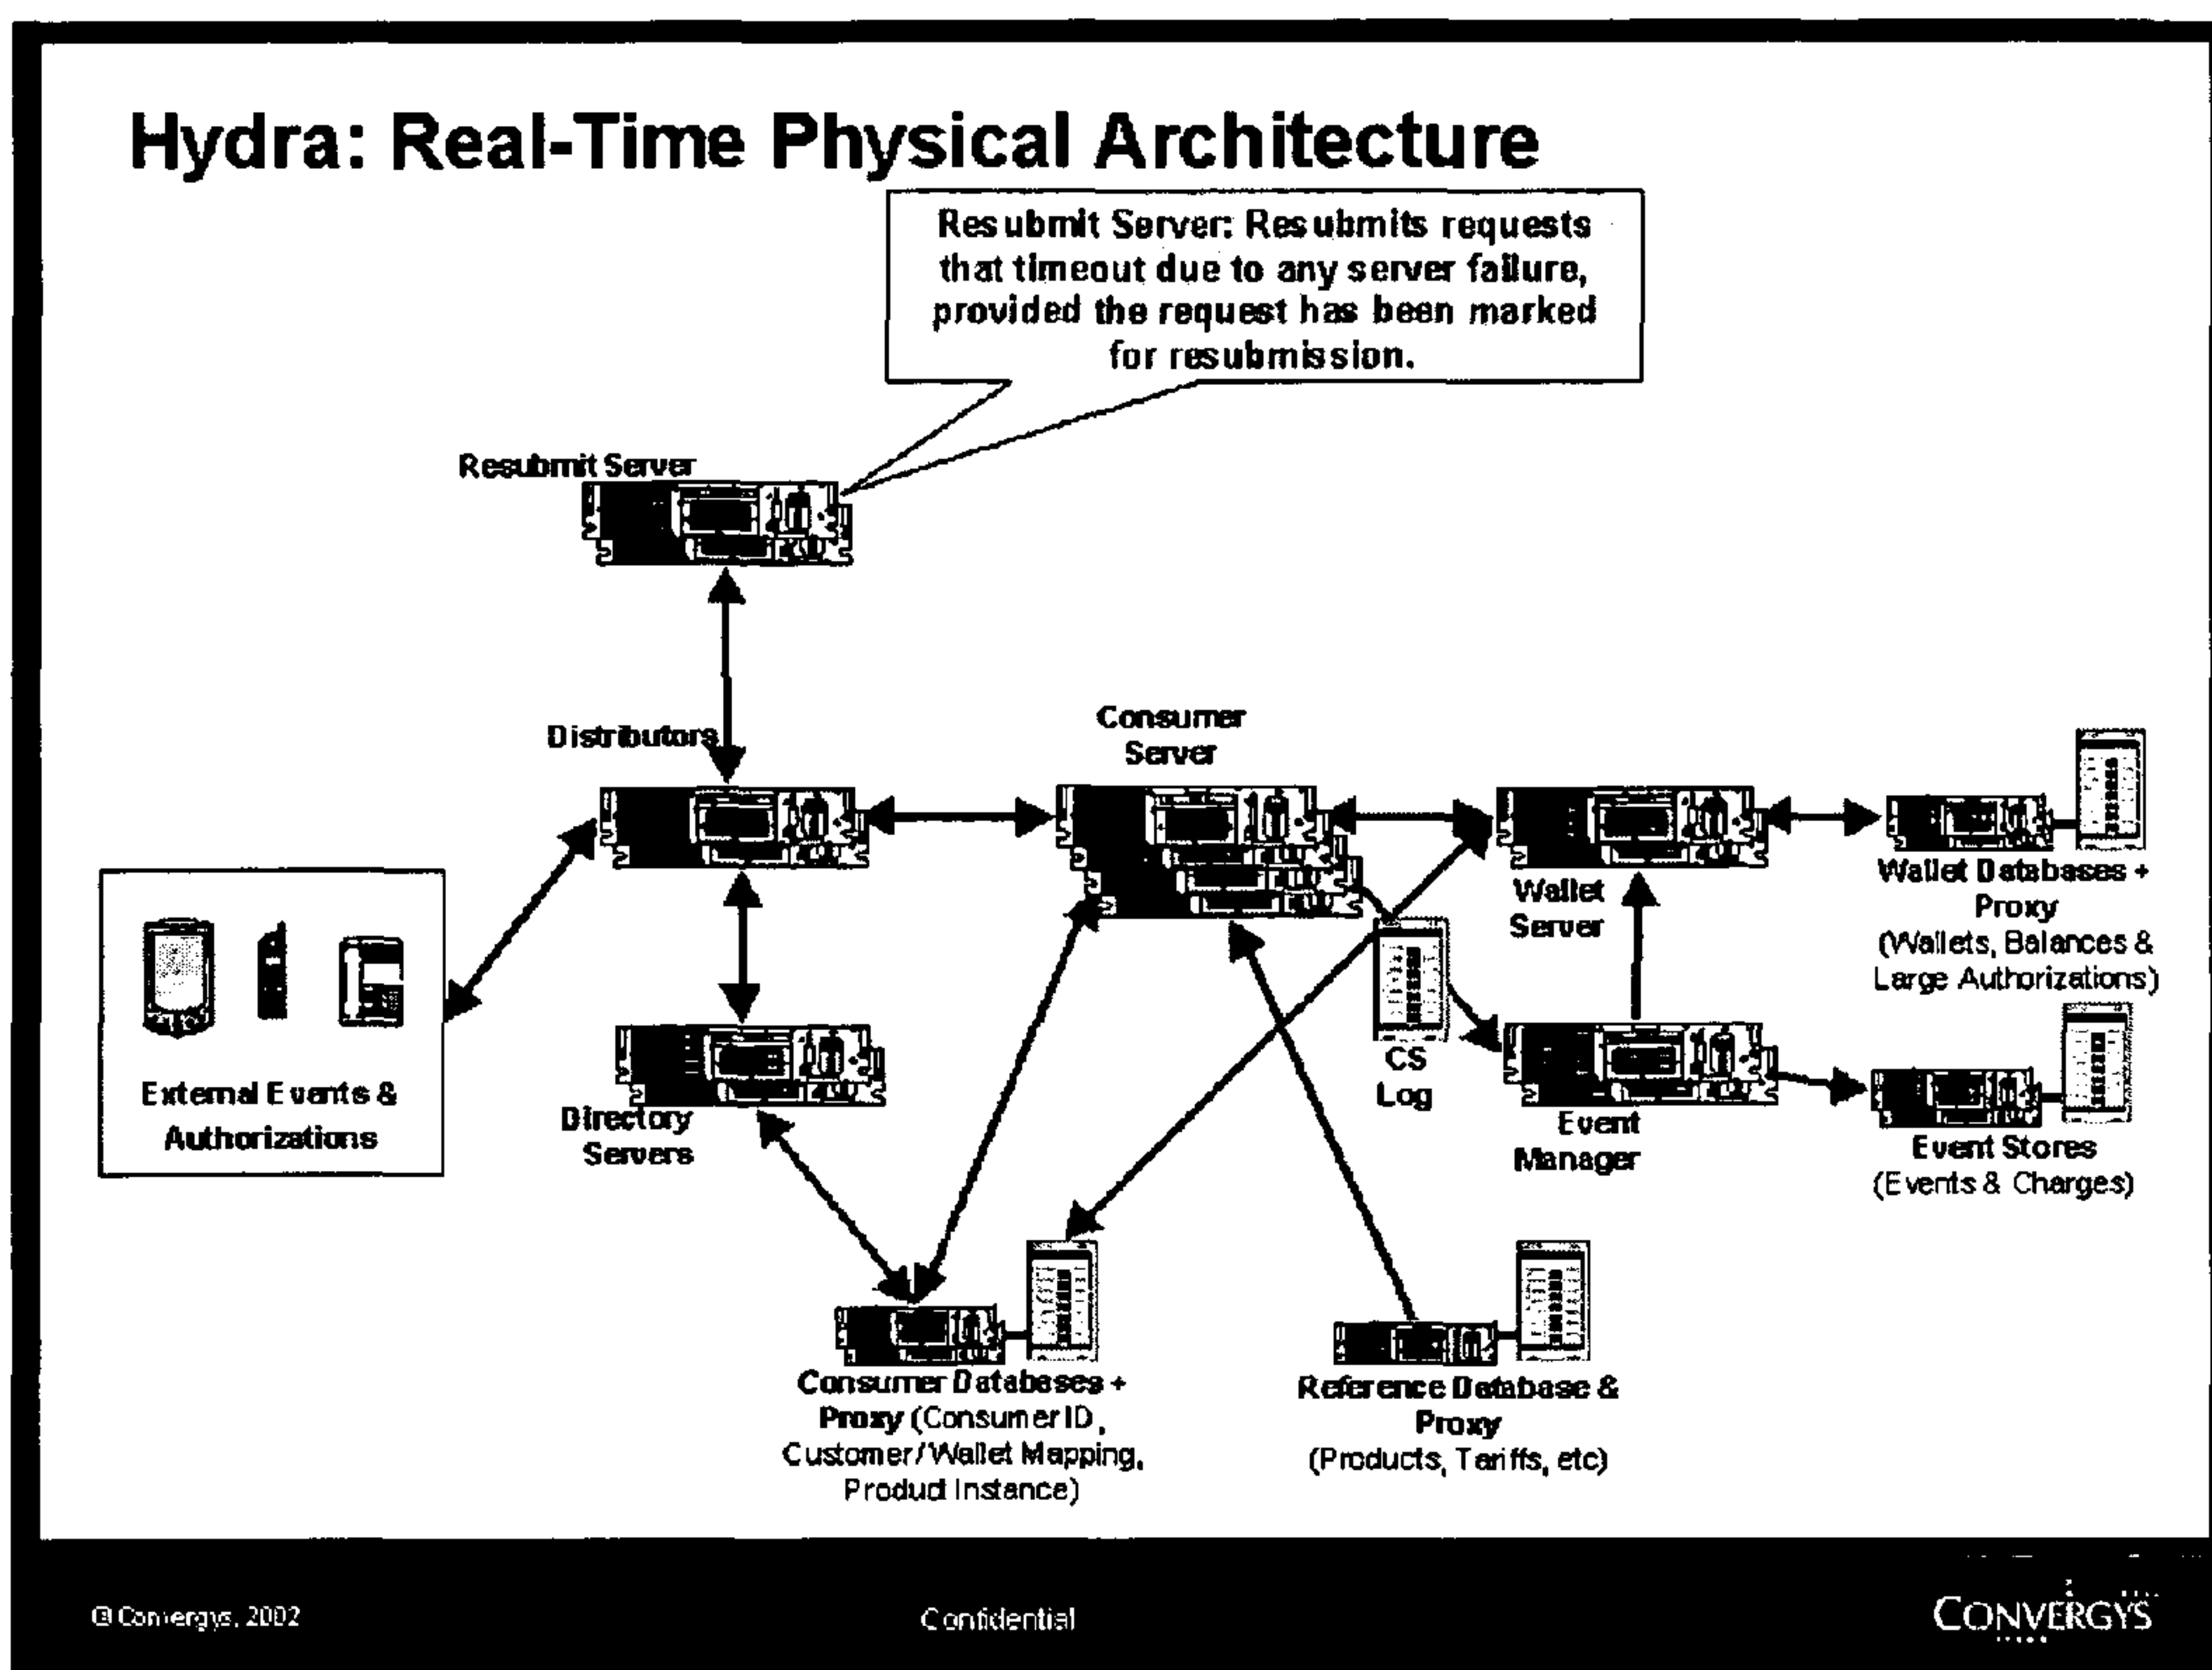 Hydra: Real-Time Physical Architecture
Resubmit Server: Resubmits requests
that timeout due to any server failure,
provided the request has been marked
for resubmission.
Resubmit Server
Distributors
Consumer
Server
Wallet
Server
Wallet Databases +
Proxy
(Wallets, Balances &
Large Authorizations)
External Events &
Authorizations
Directory
Servers
CS
Log
Event
Manager
Event Stores
(Events & Charges)
Consumer Databases +
Proxy (Consumer ID,
Customer/Wallet Mapping,
Product Instance)
Reference Database &
Proxy
(Products, Tariffs, etc)
© Convergys, 2002
Confidential
CONVERGYS